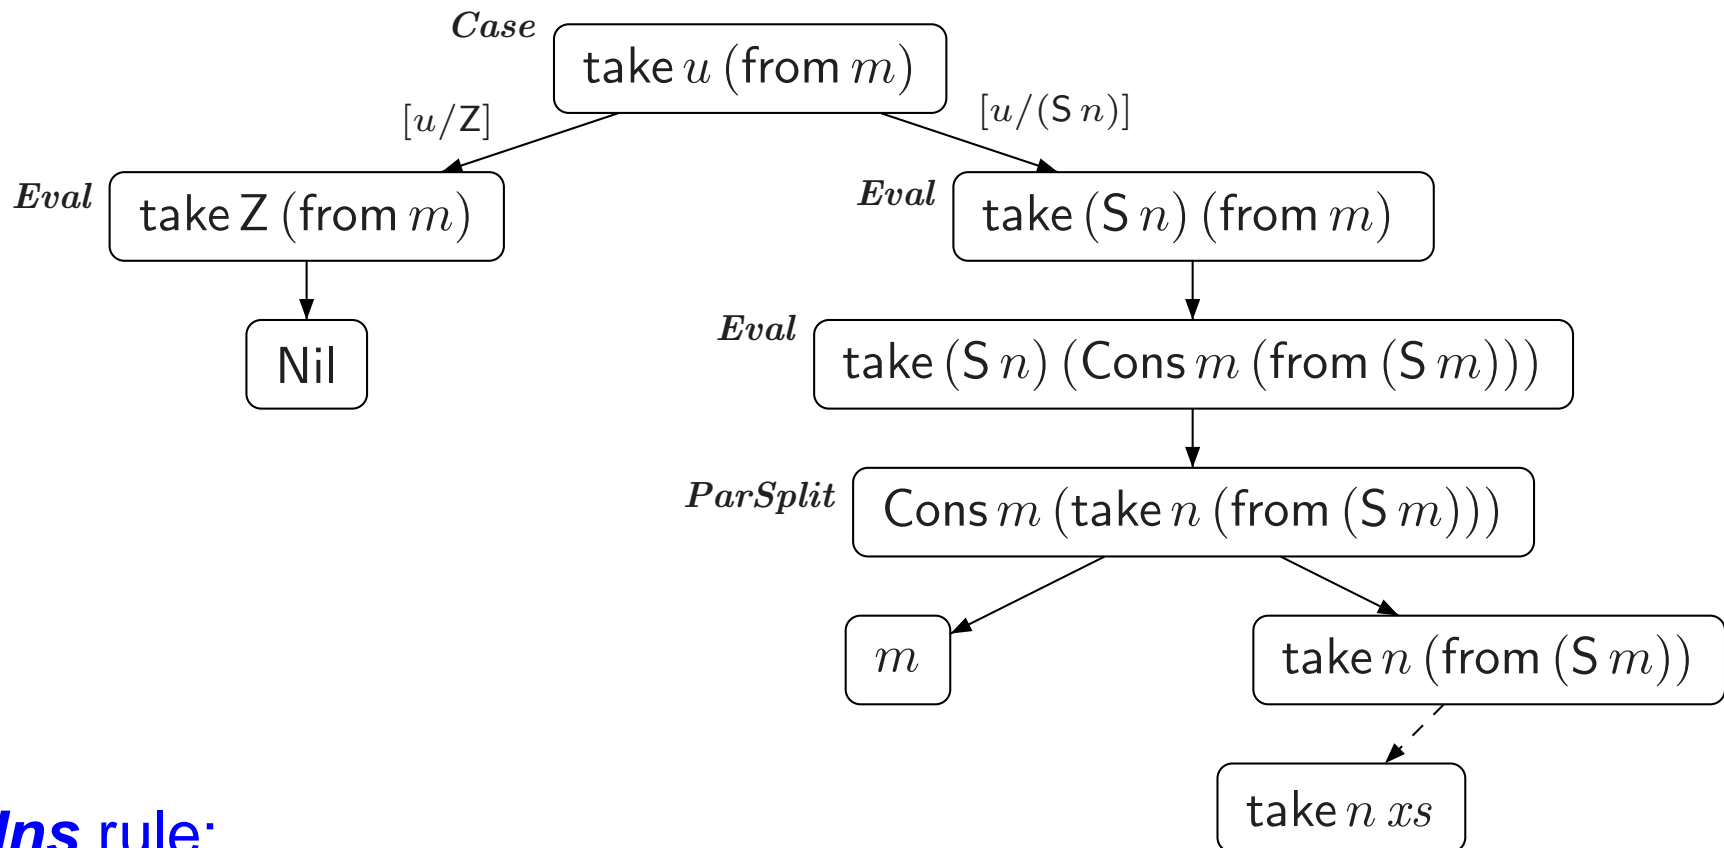 Case
take u (from m)
[u/Z]
[u/(S n)]
Eval
take Z (from m)
Eval
take (S n) (from m)
Nil
Eval
take (S n) (Cons m (from (S m)))
ParSplit
Cons m (take n (from (S m)))
m
take n (from (S m))
take n xs
Ins rule: